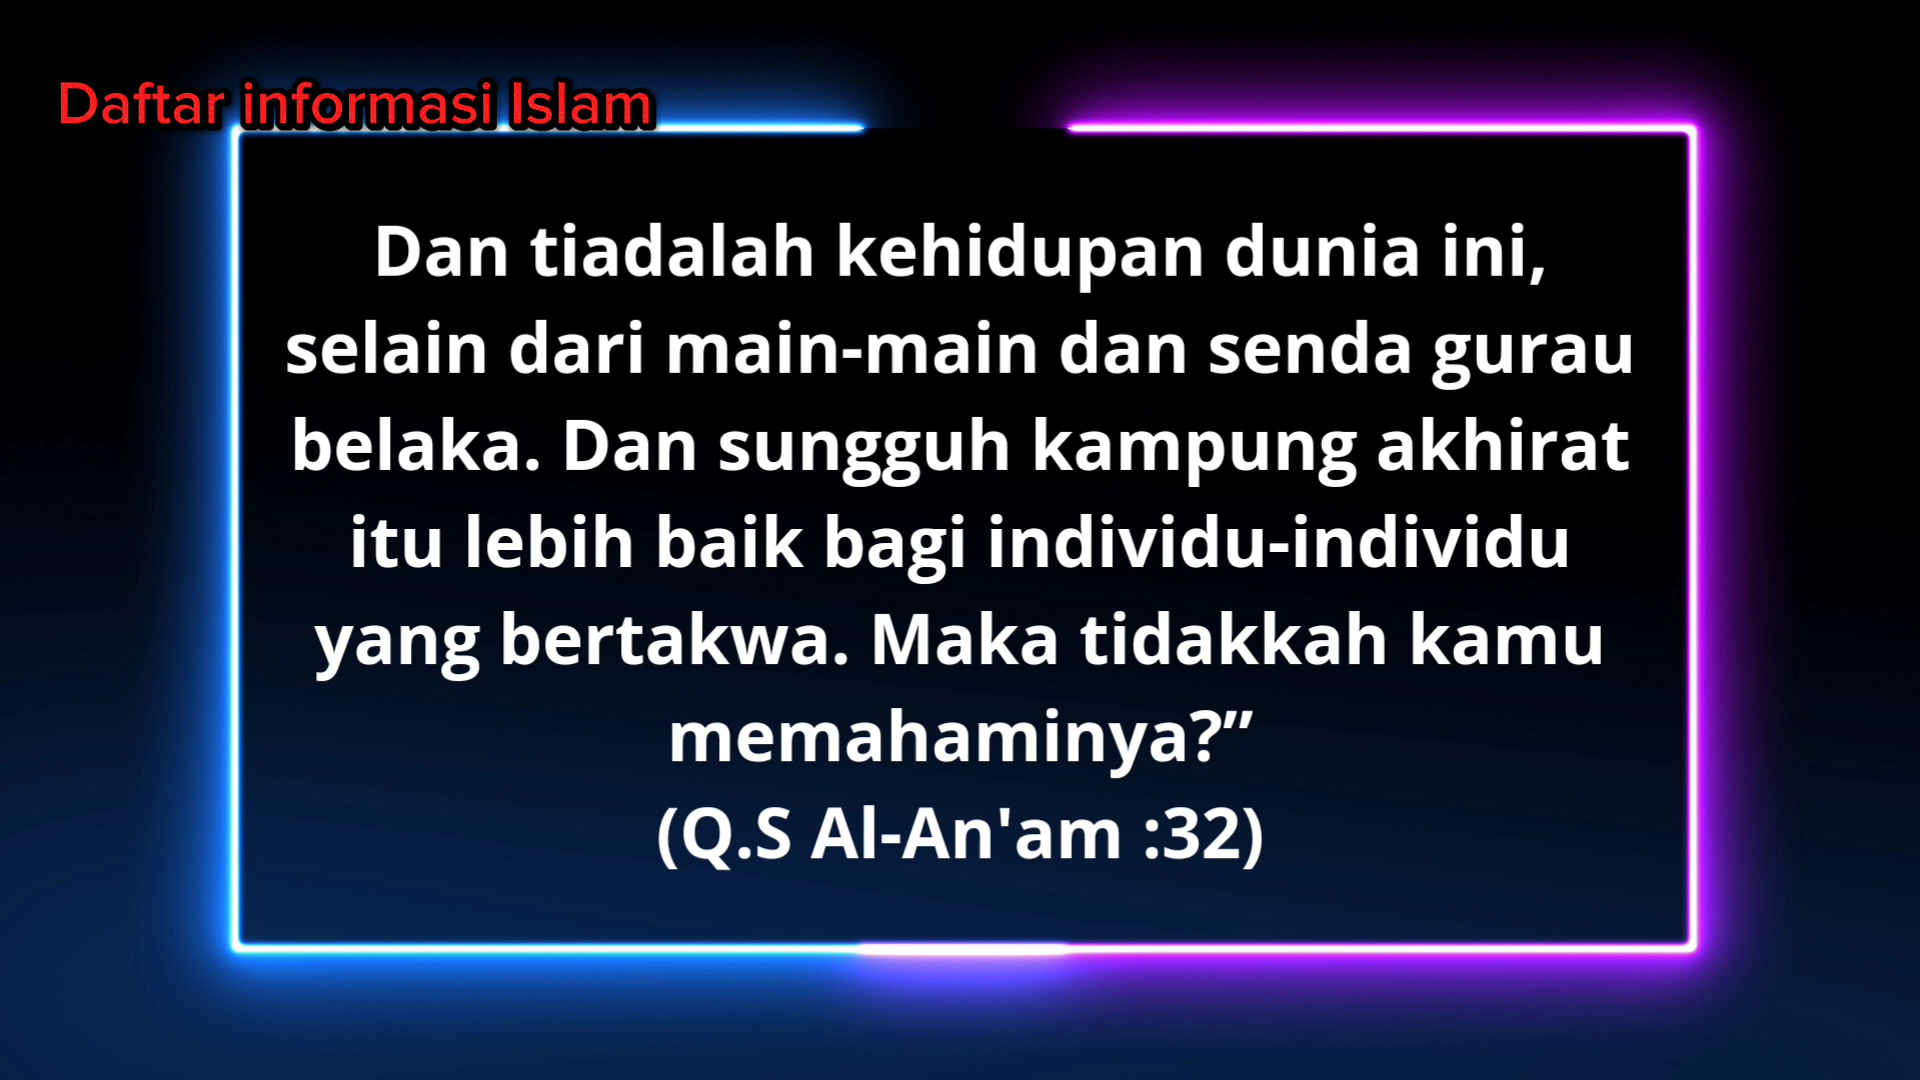 Daftar informasi Islam
Dan tiadalah kehidupan dunia ini,
selain dari main-main dan senda gurau
belaka. Dan sungguh kampung akhirat
itu lebih baik bagi individu-individu
yang bertakwa. Maka tidakkah kamu
memahaminya?”
(Q.S Al-An'am :32)